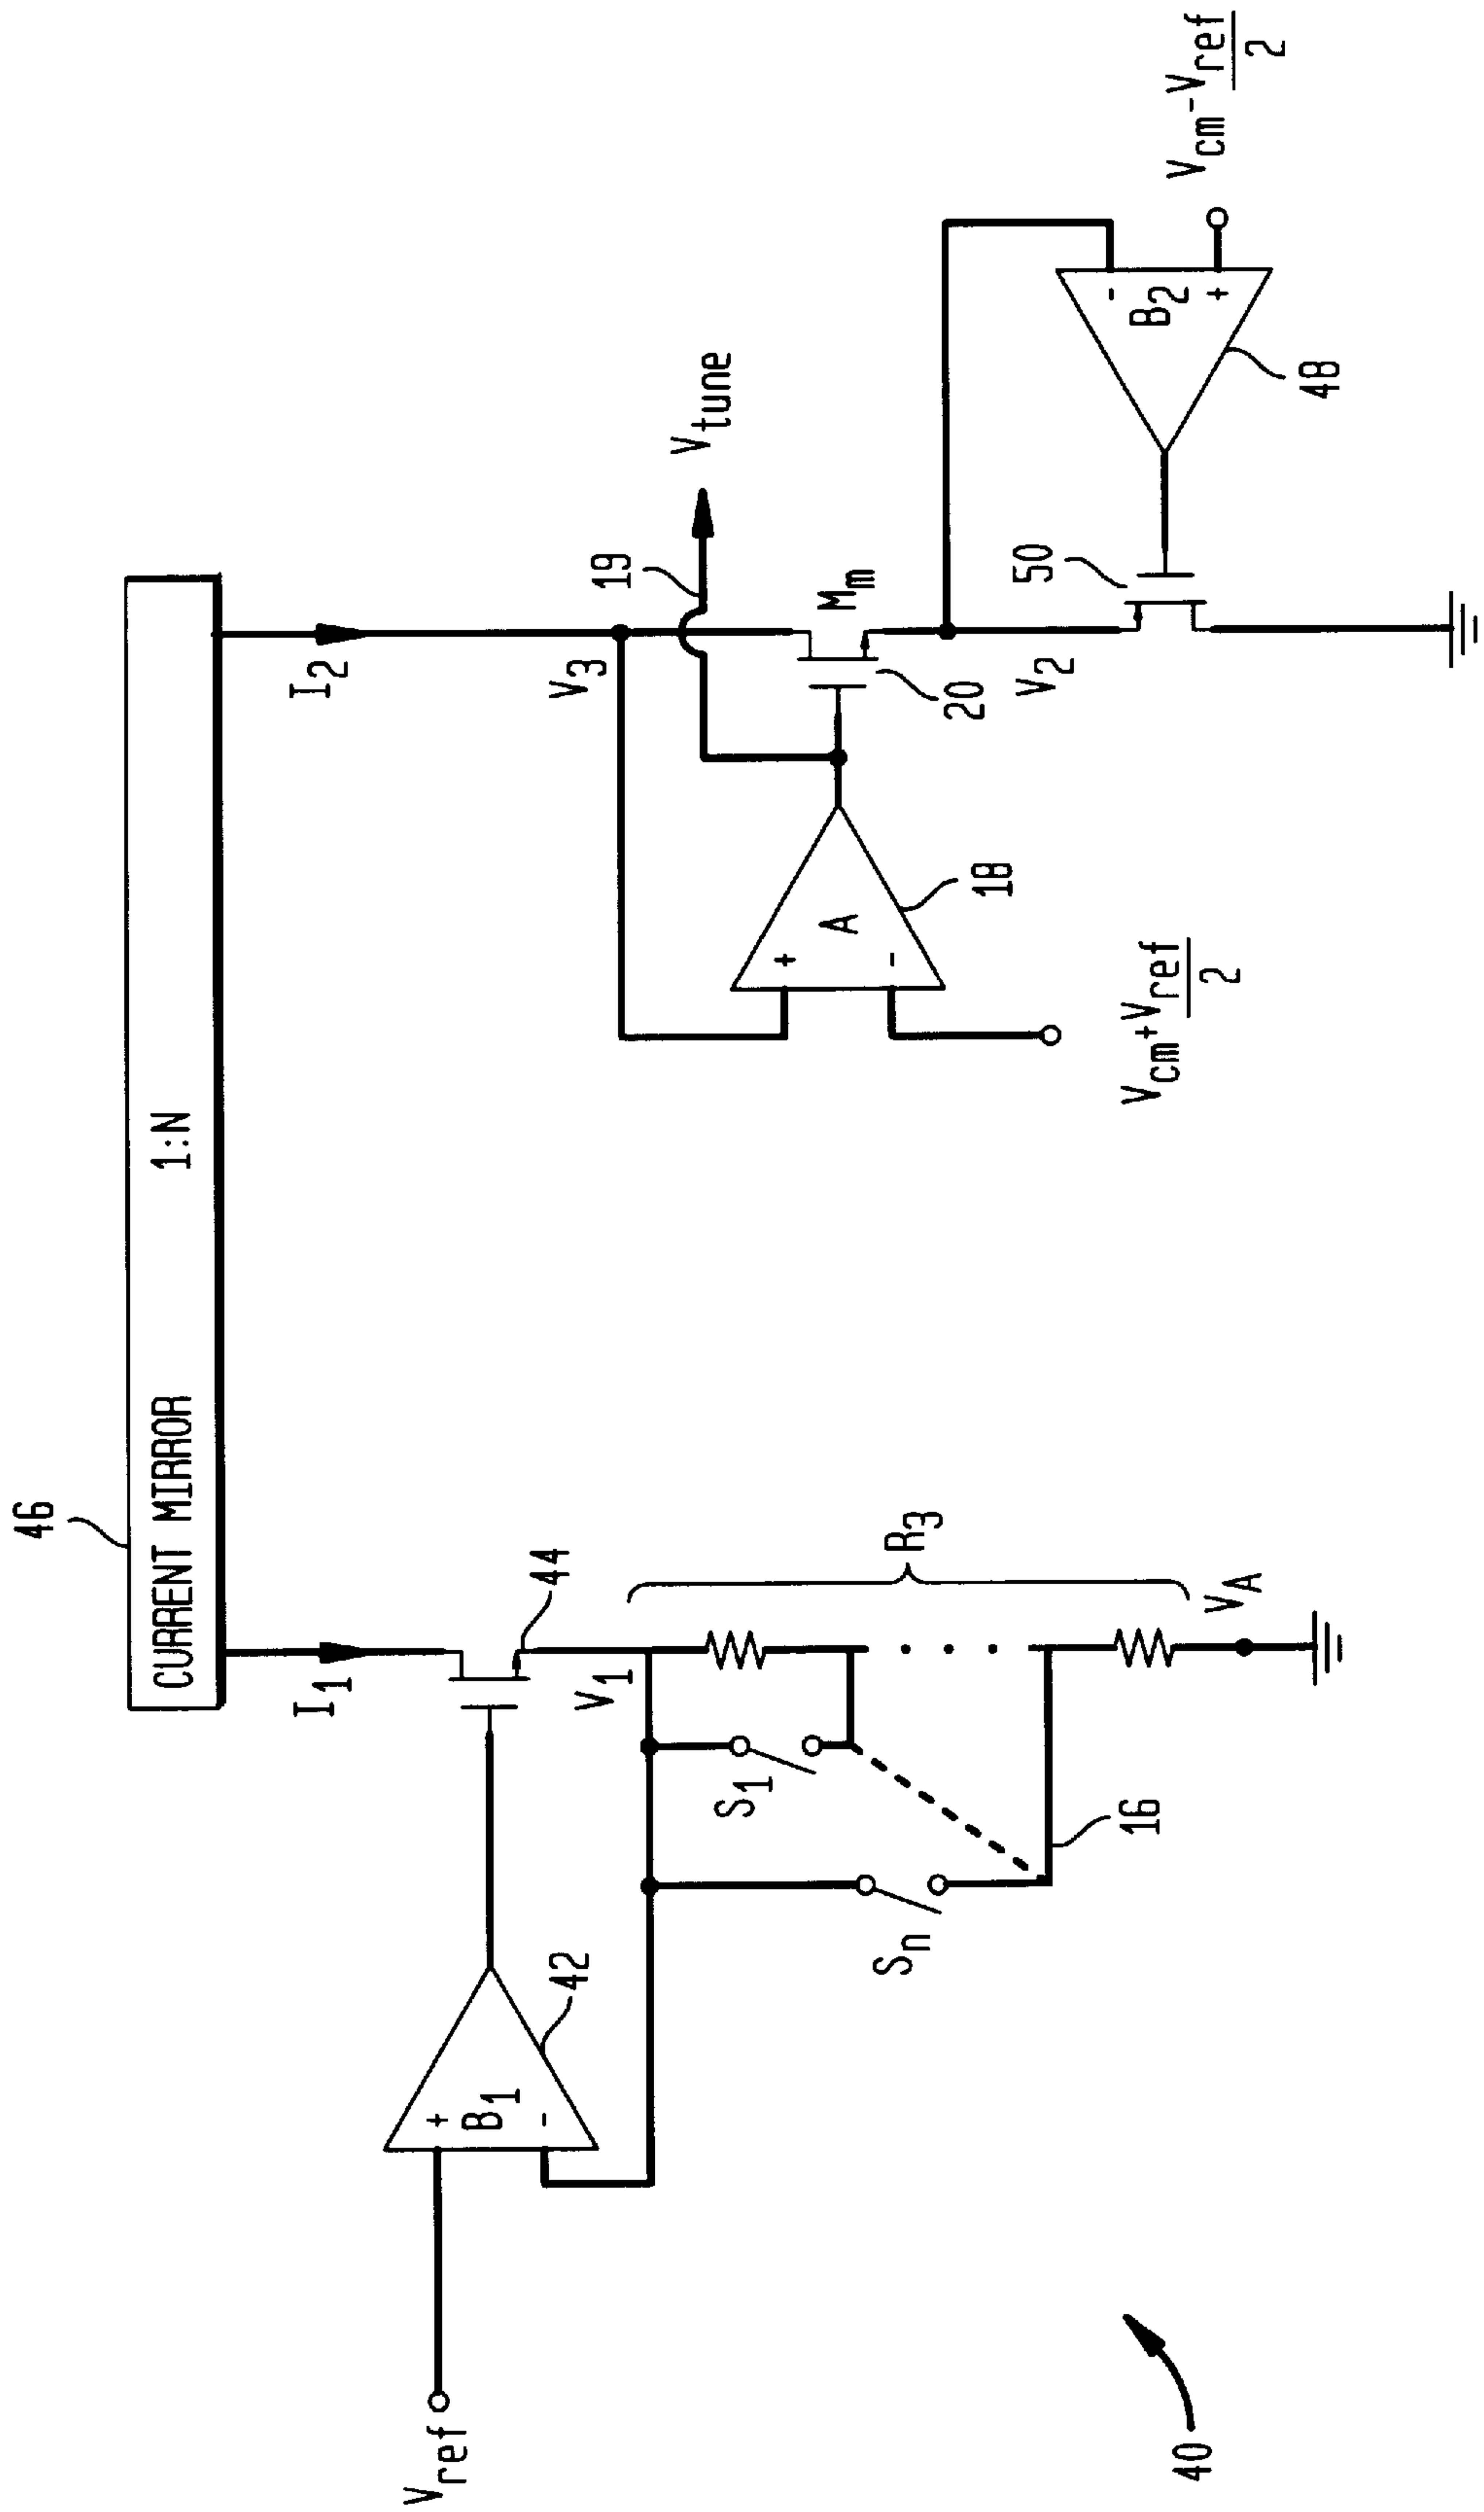 46
CURRENT MIRROR 1:N
I1
I2
Vref
B1
+
-
42
44
V1
S1
Sn
16
R3
VA
V3
19
Vtune
A
+
-
18
Vcm+Vref
2
Mm
20
V2
50
B2
-
+
48
Vcm-Vref
2
40